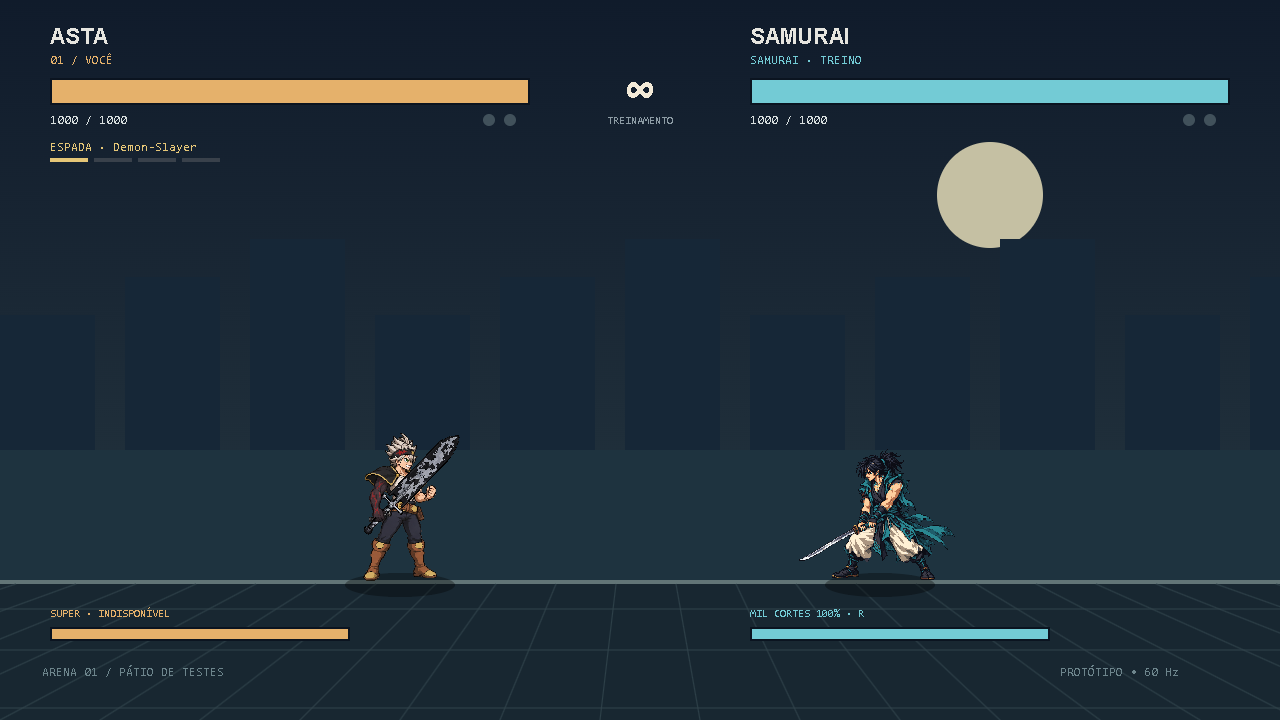 ASTA
01 / VOCÊ
1000 / 1000
ESPADA · Demon-Slayer
∞
TREINAMENTO
SAMURAI
SAMURAI · TREINO
1000 / 1000
SUPER · INDISPONÍVEL
MIL CORTES 100% · R
ARENA 01 / PÁTIO DE TESTES
PROTÓTIPO • 60 Hz